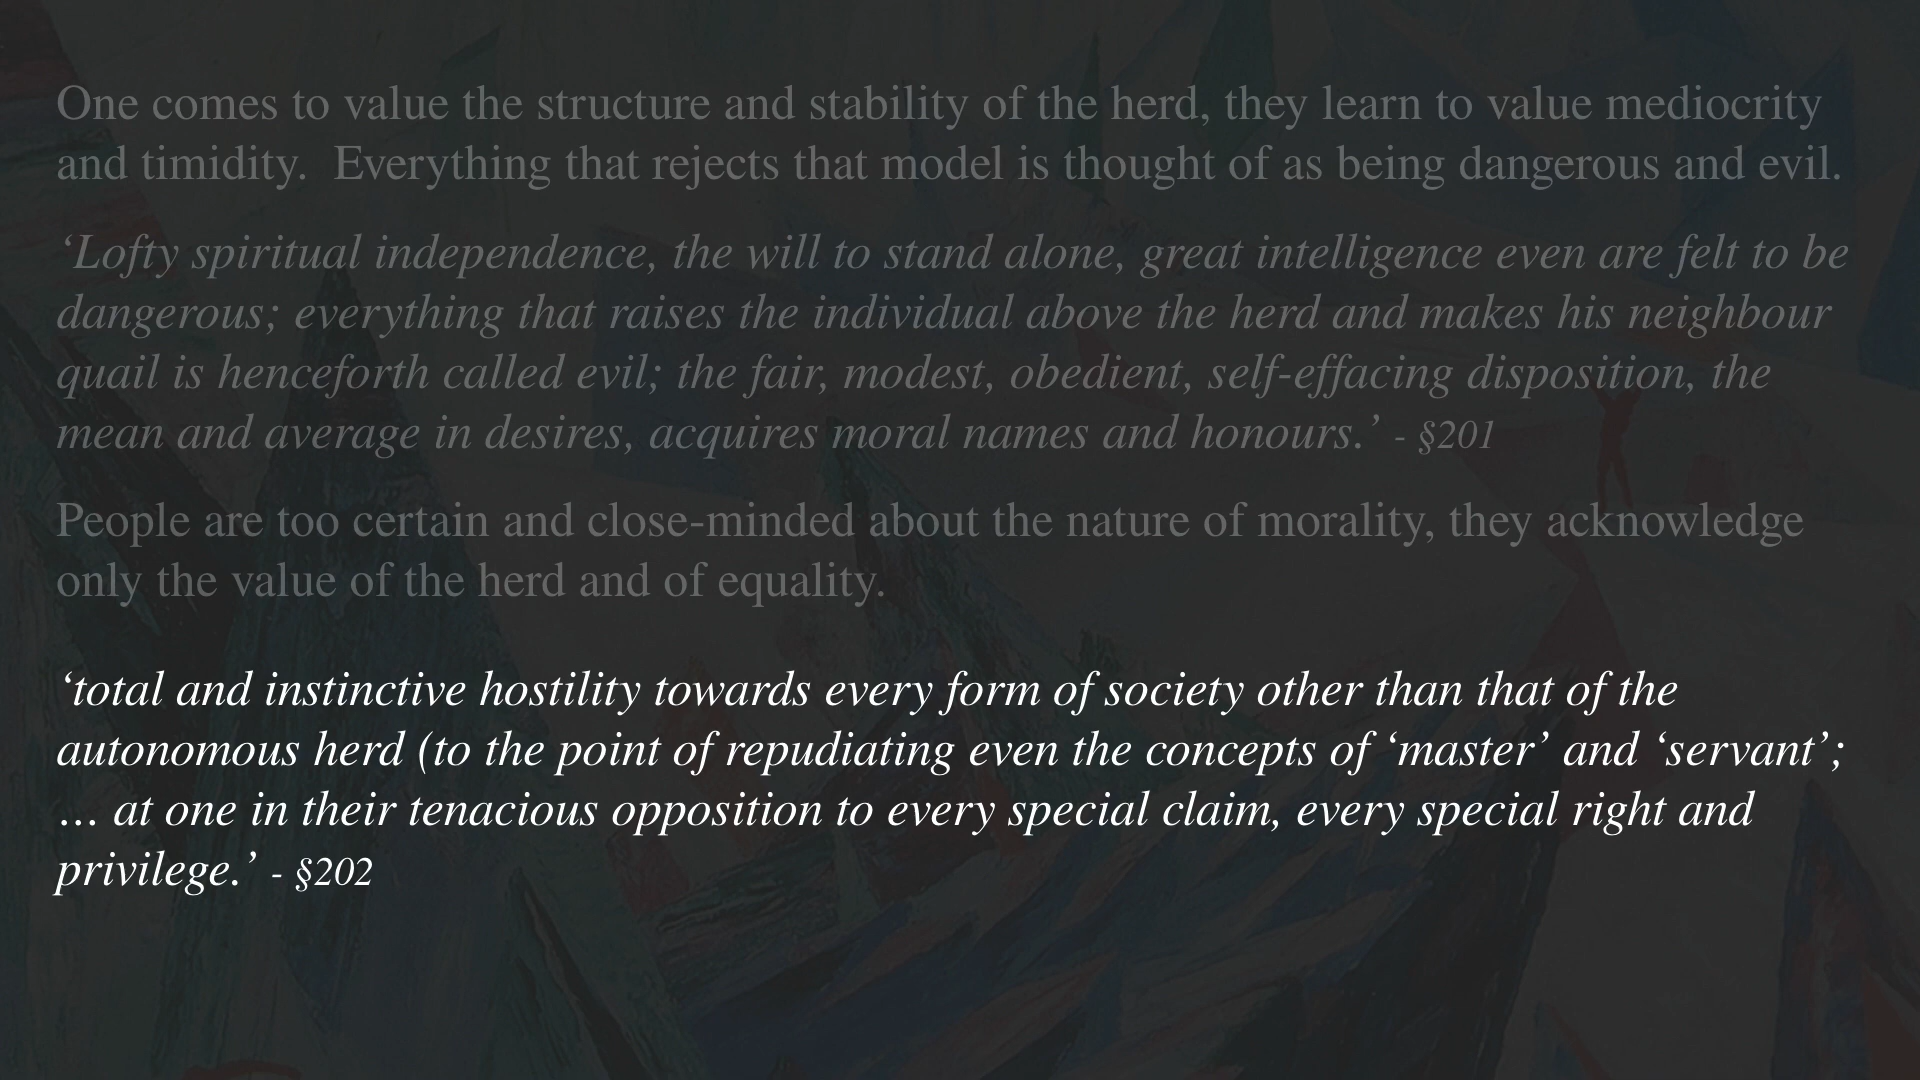 One comes to value the structure and stability of the herd, they learn to value mediocrity
and timidity.  Everything that rejects that model is thought of as being dangerous and evil.
‘Lofty spiritual independence, the will to stand alone, great intelligence even are felt to be
dangerous; everything that raises the individual above the herd and makes his neighbour
quail is henceforth called evil; the fair, modest, obedient, self-effacing disposition, the
mean and average in desires, acquires moral names and honours.’ - §201
People are too certain and close-minded about the nature of morality, they acknowledge
only the value of the herd and of equality.
‘total and instinctive hostility towards every form of society other than that of the
autonomous herd (to the point of repudiating even the concepts of ‘master’ and ‘servant’;
… at one in their tenacious opposition to every special claim, every special right and
privilege.’ - §202